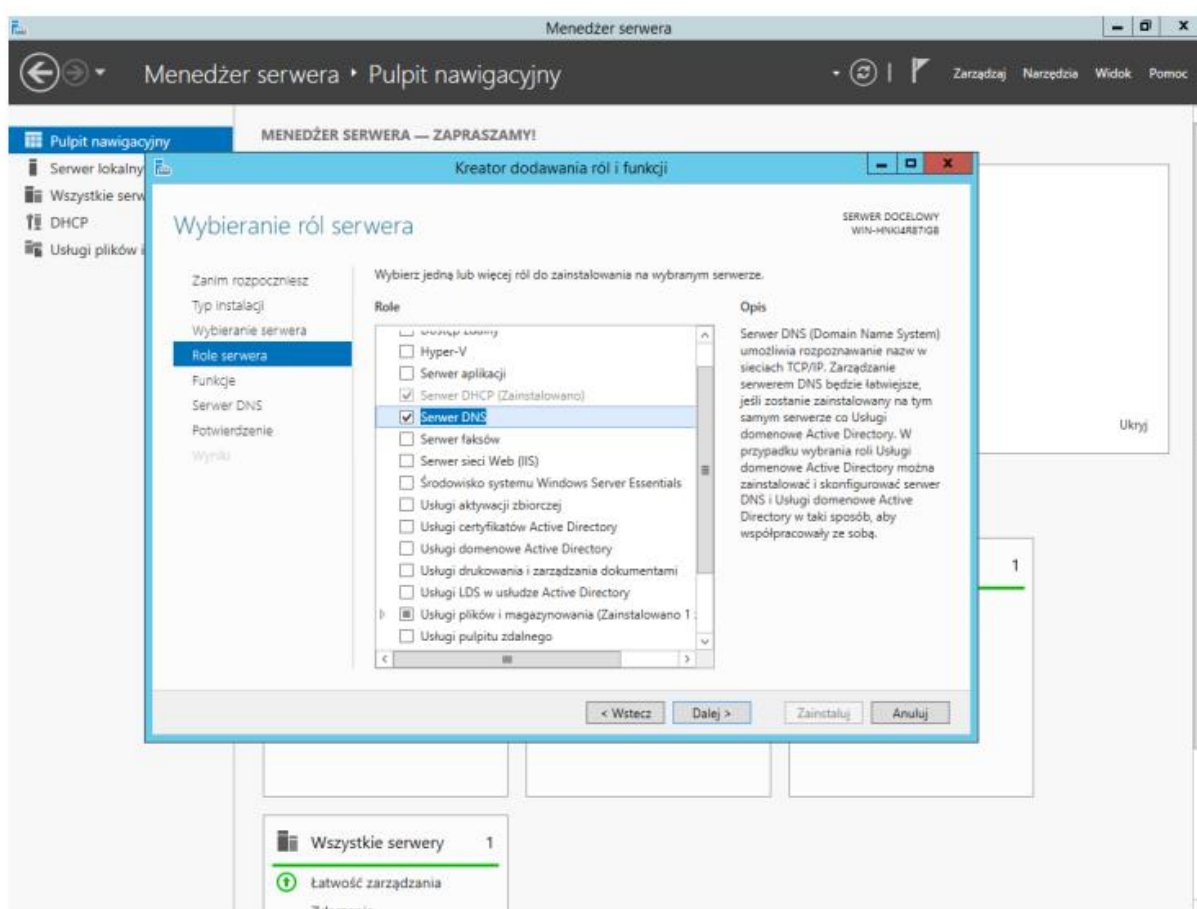 Menedżer serwera
Menedżer serwera ‣ Pulpit nawigacyjny
Zarządzaj Narzędzia Widok Pomoc
Pulpit nawigacyjny
Serwer lokalny
Wszystkie serw
DHCP
Usługi plików i
MENEDŻER SERWERA — ZAPRASZAMY!
Kreator dodawania ról i funkcji
Wybieranie ról serwera
SERWER DOCELOWY
Zanim rozpoczniesz
Typ instalacji
Wybieranie serwera
Role serwera
Funkcje
Serwer DNS
Potwierdzenie
Wyniki
Wybierz jedną lub więcej ról do zainstalowania na wybranym serwerze.
Role
Dostęp zdalny
Hyper-V
Serwer aplikacji
Serwer DHCP (Zainstalowano)
Serwer DNS
Serwer faksów
Serwer sieci Web (IIS)
Środowisko systemu Windows Server Essentials
Usługi aktywacji zbiorczej
Usługi certyfikatów Active Directory
Usługi domenowe Active Directory
Usługi drukowania i zarządzania dokumentami
Usługi LDS w usłudze Active Directory
Usługi plików i magazynowania (Zainstalowano 1 z
Usługi pulpitu zdalnego
Opis
Serwer DNS (Domain Name System)
umożliwia rozpoznawanie nazw w
sieciach TCP/IP. Zarządzanie
serwerem DNS będzie łatwiejsze,
jeśli zostanie zainstalowany na tym
samym serwerze co Usługi
domenowe Active Directory. W
przypadku wybrania roli Usługi
domenowe Active Directory można
zainstalować i skonfigurować serwer
DNS i Usługi domenowe Active
Directory w taki sposób, aby
współpracowały ze sobą.
< Wstecz
Dalej >
Zainstaluj
Anuluj
Ukryj
1
Wszystkie serwery 1
Łatwość zarządzania